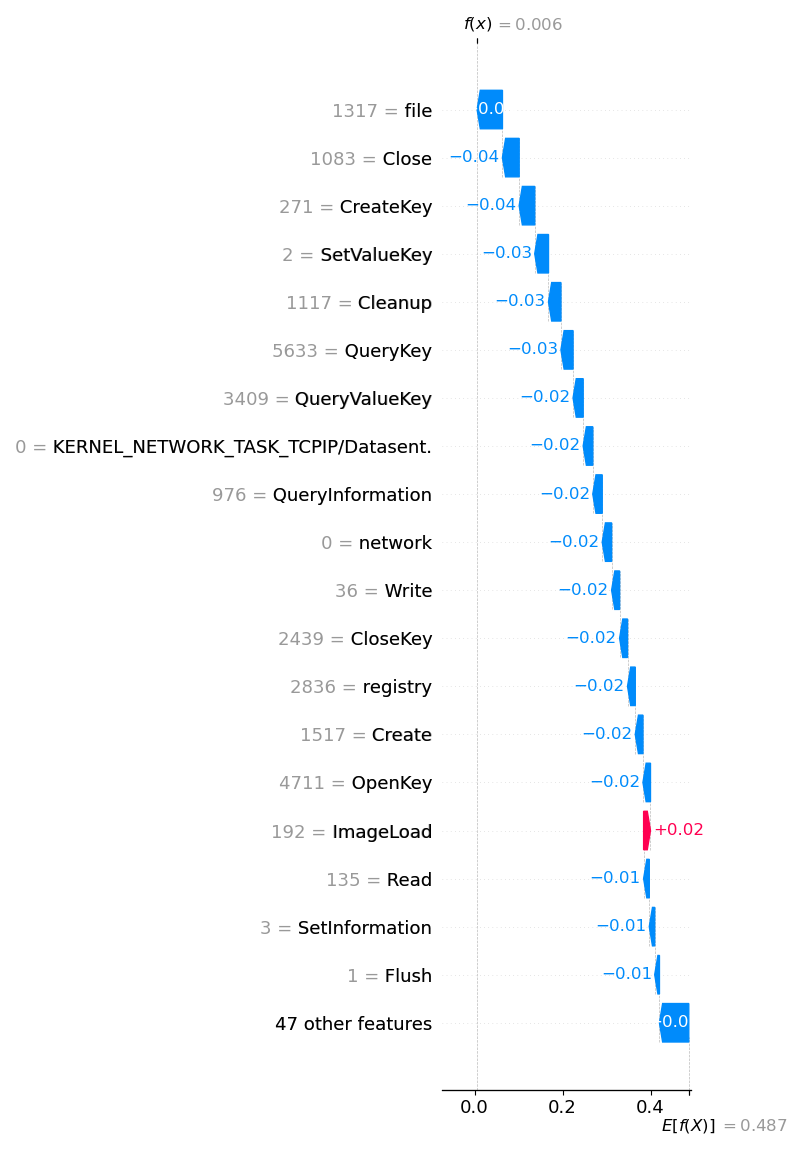 f(x) = 0.006
1317 = file
1083 = Close
−0.04
271 = CreateKey
−0.04
2 = SetValueKey
−0.03
1117 = Cleanup
−0.03
5633 = QueryKey
−0.03
3409 = QueryValueKey
−0.02
0 = KERNEL_NETWORK_TASK_TCPIP/Datasent.
−0.02
976 = QueryInformation
−0.02
0 = network
−0.02
36 = Write
−0.02
2439 = CloseKey
−0.02
2836 = registry
−0.02
1517 = Create
−0.02
4711 = OpenKey
−0.02
192 = ImageLoad
+0.02
135 = Read
−0.01
3 = SetInformation
−0.01
1 = Flush
−0.01
47 other features
0.0 0.2 0.4
E[f(X)] = 0.487